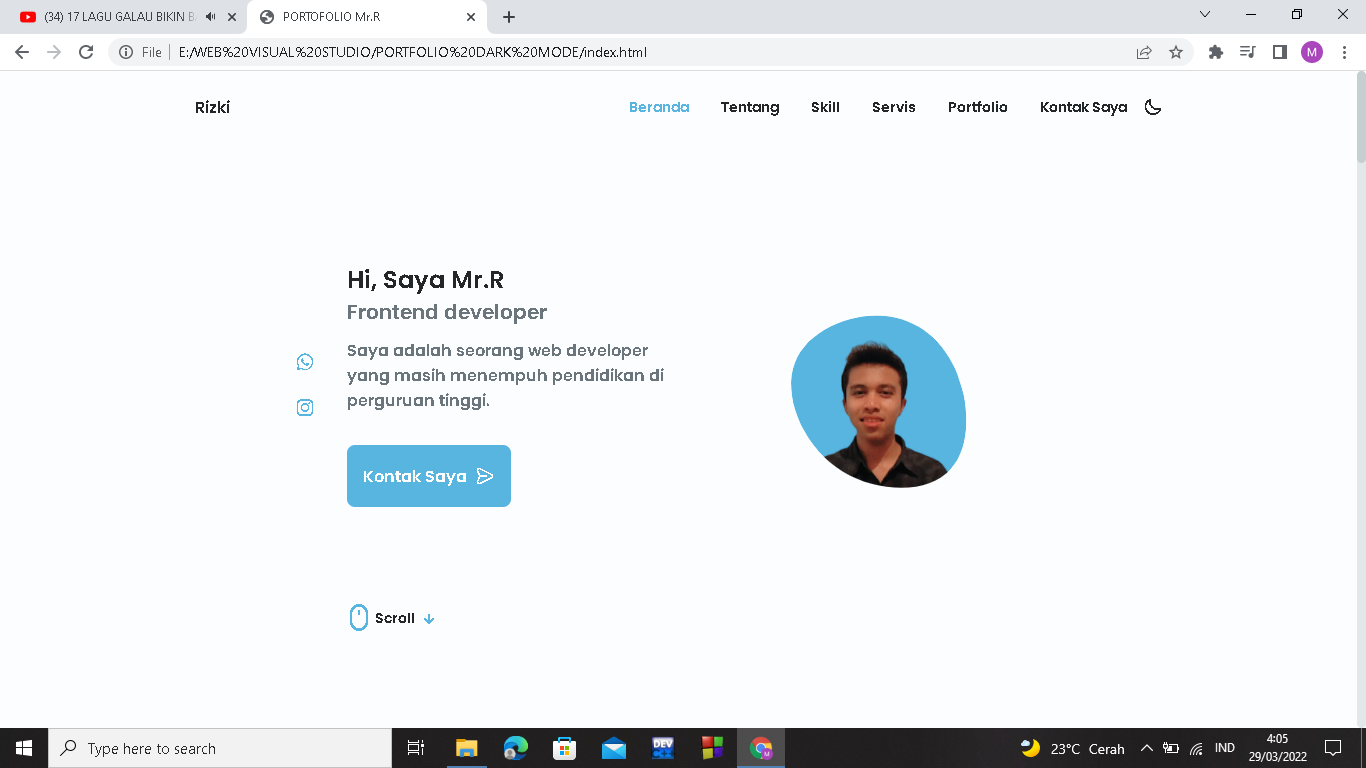 (34) 17 LAGU GALAU BIKIN B
PORTOFOLIO Mr.R
File
E:/WEB%20VISUAL%20STUDIO/PORTFOLIO%20DARK%20MODE/index.html
M
Rizki
Beranda Tentang Skill Servis Portfolio Kontak Saya
Hi, Saya Mr.R
Frontend developer
Saya adalah seorang web developer
yang masih menempuh pendidikan di
perguruan tinggi.
Kontak Saya
Scroll
Type here to search
DEV
M
23°C Cerah
IND
4:05
29/03/2022